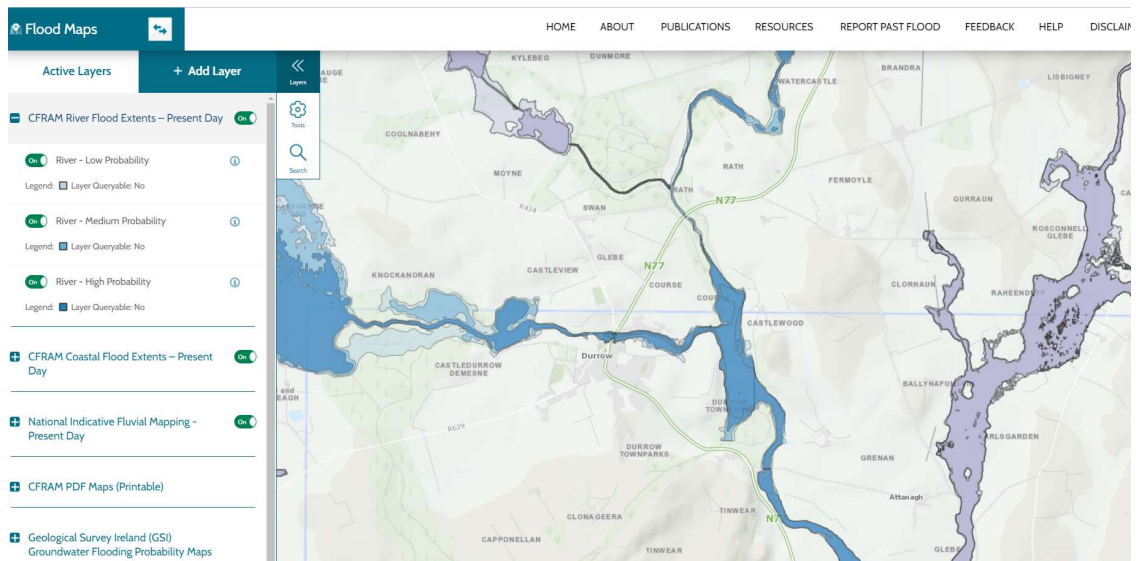 Flood Maps
HOME ABOUT PUBLICATIONS RESOURCES REPORT PAST FLOOD FEEDBACK HELP
Active Layers
+ Add Layer
Layers
Tools
Search
CFRAM River Flood Extents – Present Day
On
On
River - Low Probability
Legend: Layer Queryable: No
On
River - Medium Probability
Legend: Layer Queryable: No
On
River - High Probability
Legend: Layer Queryable: No
CFRAM Coastal Flood Extents – Present
Day
On
National Indicative Fluvial Mapping -
Present Day
On
CFRAM PDF Maps (Printable)
Geological Survey Ireland (GSI)
Groundwater Flooding Probability Maps
KYLEBEG
DUNMORE
BRANDRA
LISBIGNEY
WATERCASTLE
COOLNABEHY
MOYNE
RATH
RATH
FERMOYLE
N77
GURRAUN
R434
SWAN
ROSCONNELL
GLEBE
GLEBE
KNOCKANORAN
CASTLEVIEW
N77
COURSE
CLORHAUN
CASTLEWOOD
Durrow
CASTLEDURROW
DEMESNE
R639
DURROW
TOWNPARKS
GRENAN
Attanagh
CLONAGEERA
TINWEAR
CAPPONELLAN
TINWEAR